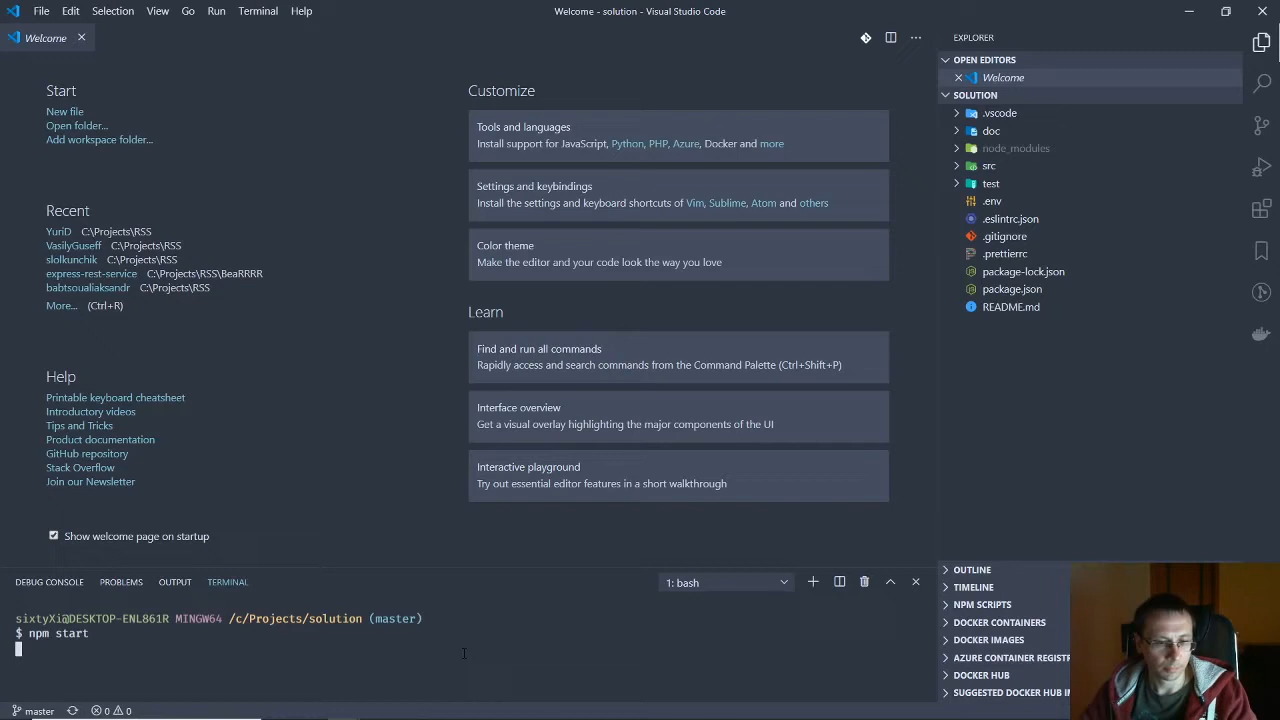 File Edit Selection View Go Run Terminal Help
Welcome - solution - Visual Studio Code
Welcome
Start
New file
Open folder...
Add workspace folder...
Recent
YuriD C:\Projects\RSS
VasilyGuseff C:\Projects\RSS
slolkunchik C:\Projects\RSS
express-rest-service C:\Projects\RSS\BeaRRRR
babtsoualiaksandr C:\Projects\RSS
More... (Ctrl+R)
Help
Printable keyboard cheatsheet
Introductory videos
Tips and Tricks
Product documentation
GitHub repository
Stack Overflow
Join our Newsletter
Show welcome page on startup
Customize
Tools and languages
Install support for JavaScript, Python, PHP, Azure, Docker and more
Settings and keybindings
Install the settings and keyboard shortcuts of Vim, Sublime, Atom and others
Color theme
Make the editor and your code look the way you love
Learn
Find and run all commands
Rapidly access and search commands from the Command Palette (Ctrl+Shift+P)
Interface overview
Get a visual overlay highlighting the major components of the UI
Interactive playground
Try out essential editor features in a short walkthrough
EXPLORER
OPEN EDITORS
Welcome
SOLUTION
.vscode
doc
node_modules
src
test
.env
.eslintrc.json
.gitignore
.prettierrc
package-lock.json
package.json
README.md
OUTLINE
TIMELINE
NPM SCRIPTS
DOCKER CONTAINERS
DOCKER IMAGES
AZURE CONTAINER REGISTR
DOCKER HUB
SUGGESTED DOCKER HUB IM
DEBUG CONSOLE PROBLEMS OUTPUT TERMINAL
1: bash
sixtyXi@DESKTOP-ENL861R MINGW64 /c/Projects/solution (master)
$ npm start
master 0 0